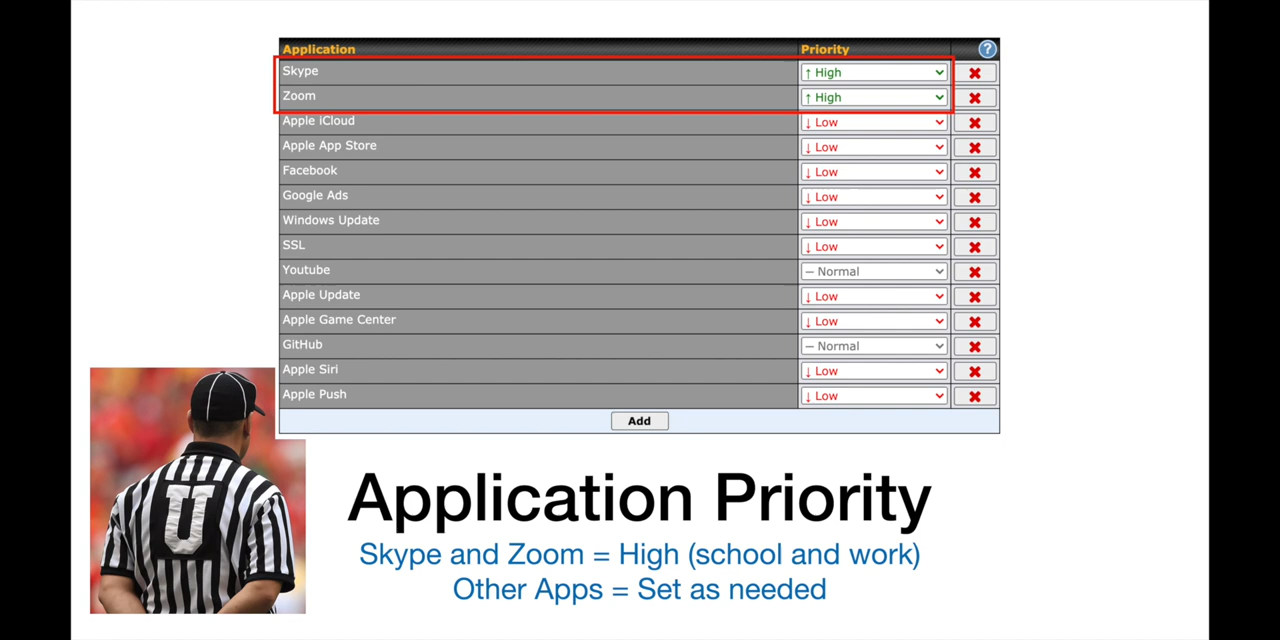 Application Priority ?
Skype ↑ High
Zoom ↑ High
Apple iCloud ↓ Low
Apple App Store ↓ Low
Facebook ↓ Low
Google Ads ↓ Low
Windows Update ↓ Low
SSL ↓ Low
Youtube — Normal
Apple Update ↓ Low
Apple Game Center ↓ Low
GitHub — Normal
Apple Siri ↓ Low
Apple Push ↓ Low
Add
U
Application Priority
Skype and Zoom = High (school and work)
Other Apps = Set as needed